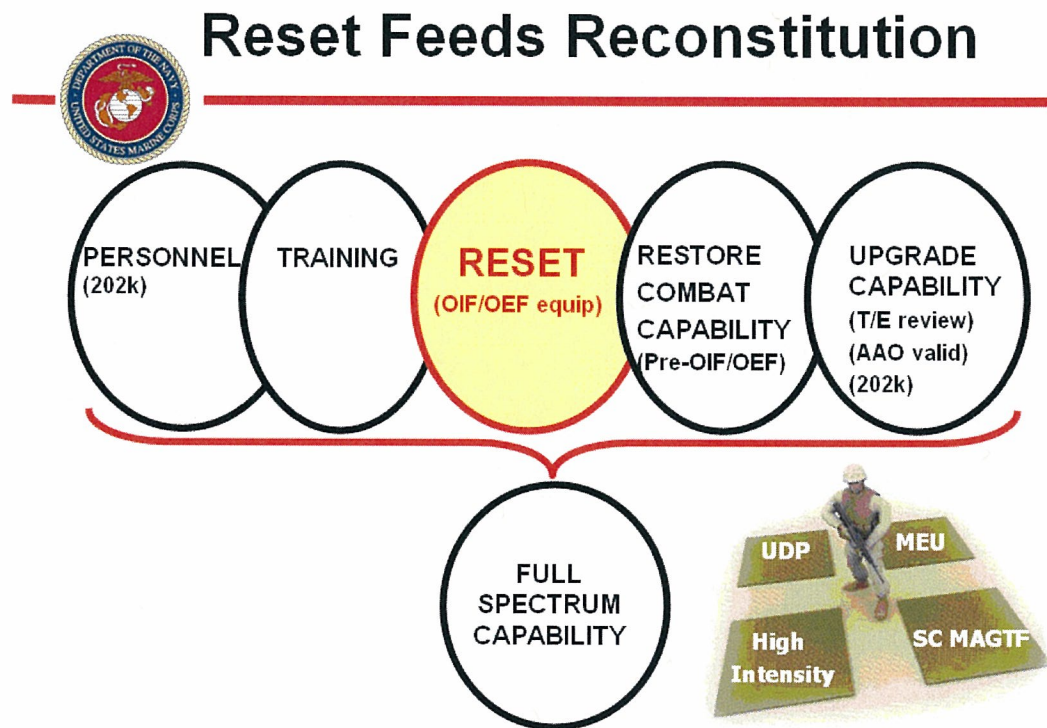 Reset Feeds Reconstitution
DEPARTMENT OF THE NAVY
UNITED STATES MARINE CORPS
PERSONNEL
(202k)
TRAINING
RESET
(OIF/OEF equip)
RESTORE
COMBAT
CAPABILITY
(Pre-OIF/OEF)
UPGRADE
CAPABILITY
(T/E review)
(AAO valid)
(202k)
FULL
SPECTRUM
CAPABILITY
UDP
MEU
High
Intensity
SC MAGTF